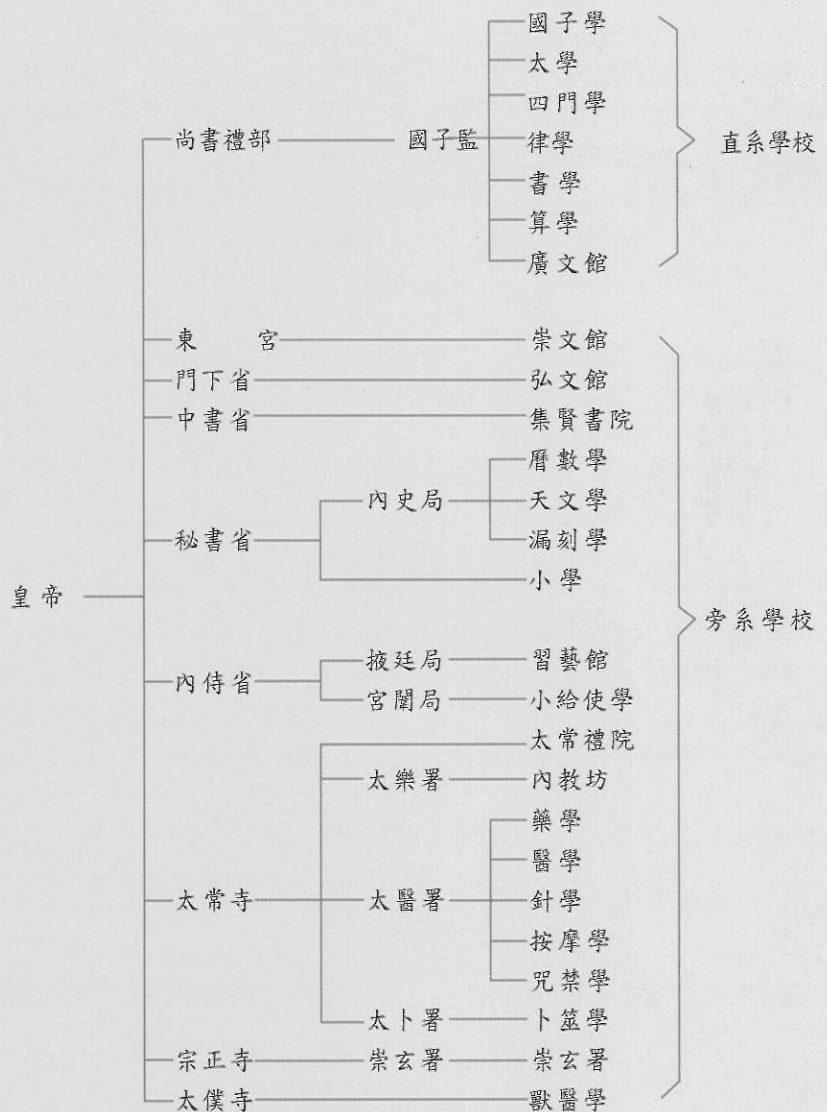 國子學
太學
四門學
尚書禮部 國子監 律學 直系學校
書學
算學
廣文館
東宮 崇文館
門下省 弘文館
中書省 集賢書院
曆數學
內史局 天文學
秘書省 漏刻學
小學
皇帝 旁系學校
掖廷局 習藝館
內侍省
宮闈局 小給使學
太常禮院
太樂署 內教坊
藥學
醫學
太常寺 太醫署 針學
按摩學
咒禁學
太卜署 卜筮學
宗正寺 崇玄署 崇玄署
太僕寺 獸醫學